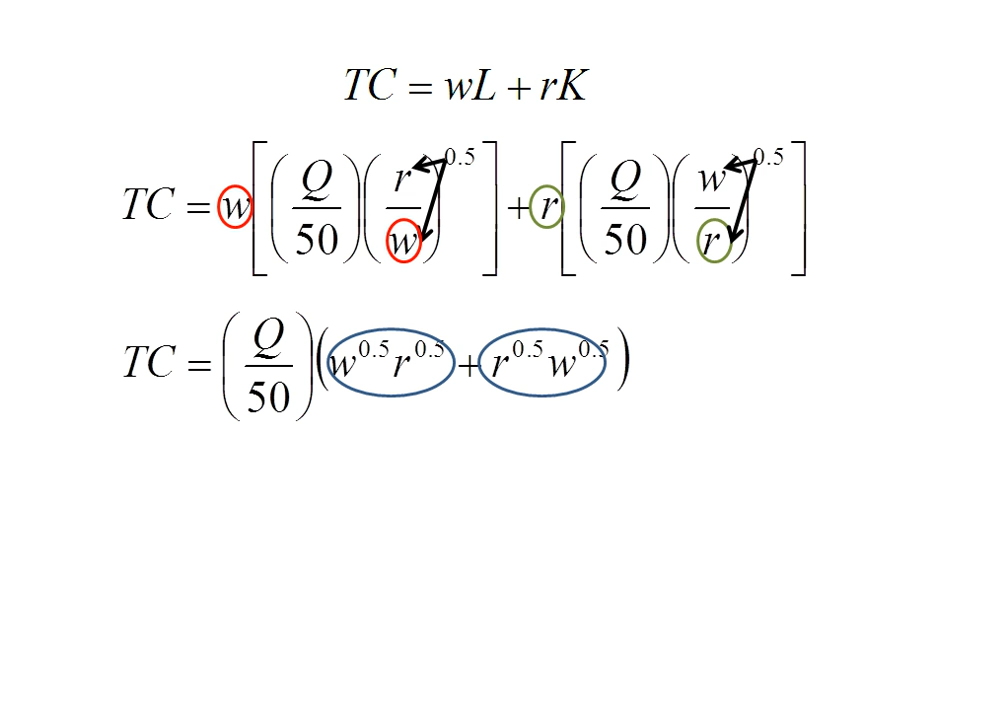 TC = wL + rK
TC = w[(Q/50)(r/w)^0.5] + r[(Q/50)(w/r)^0.5]
TC = (Q/50)(w^0.5 r^0.5 + r^0.5 w^0.5)